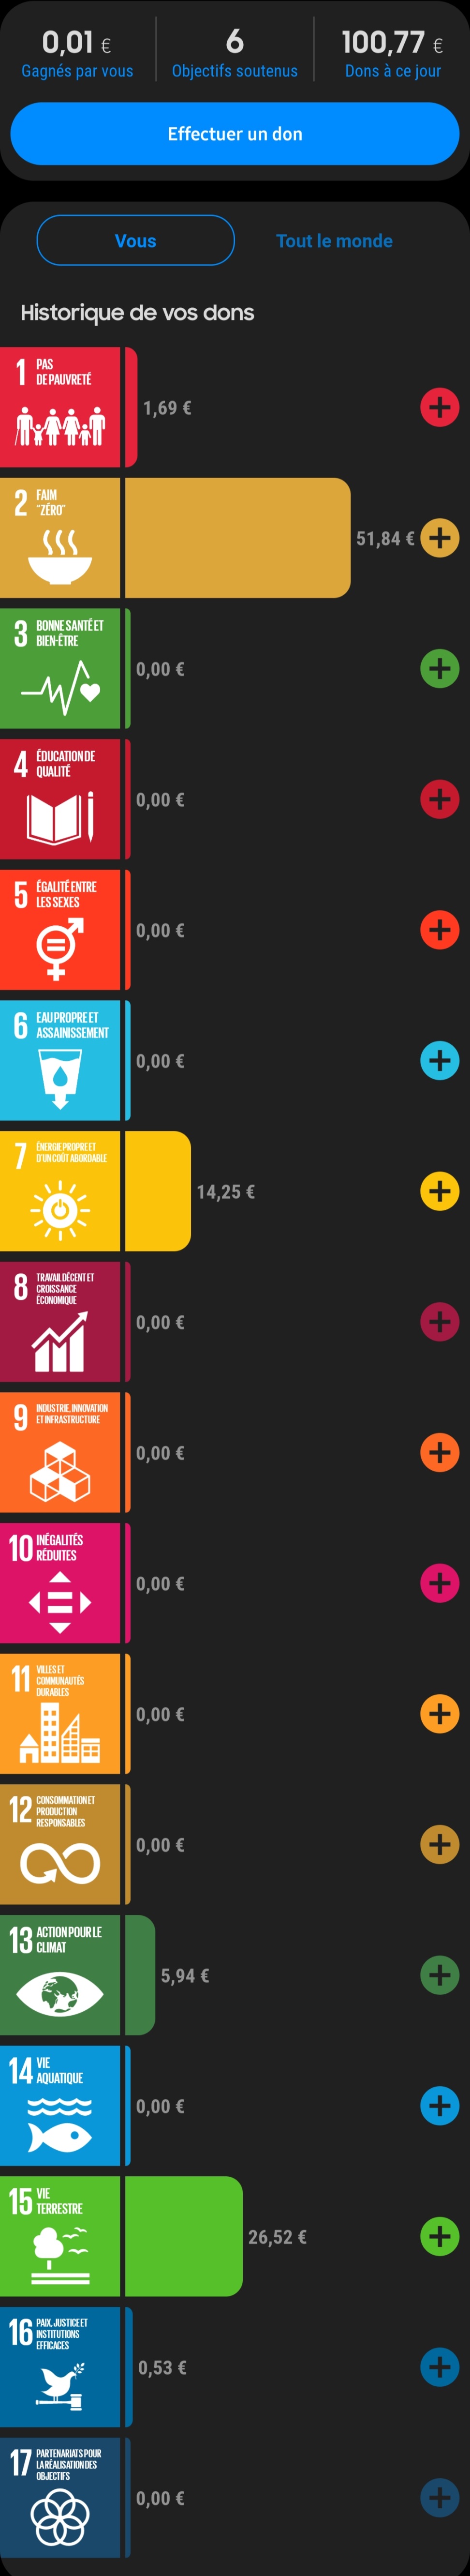 0,01 € 6 100,77 €
Gagnés par vous Objectifs soutenus Dons à ce jour
Effectuer un don
Vous Tout le monde
Historique de vos dons
1 PAS
DE PAUVRETÉ
1,69 €
2 FAIM
"ZÉRO"
51,84 €
3 BONNE SANTÉ ET
BIEN-ÊTRE
0,00 €
4 ÉDUCATION DE
QUALITÉ
0,00 €
5 ÉGALITÉ ENTRE
LES SEXES
0,00 €
6 EAU PROPRE ET
ASSAINISSEMENT
0,00 €
7 ÉNERGIE PROPRE ET
D'UN COÛT ABORDABLE
14,25 €
8 TRAVAIL DÉCENT ET
CROISSANCE
ÉCONOMIQUE
0,00 €
9 INDUSTRIE, INNOVATION
ET INFRASTRUCTURE
0,00 €
10 INÉGALITÉS
RÉDUITES
0,00 €
11 VILLES ET
COMMUNAUTÉS
DURABLES
0,00 €
12 CONSOMMATION ET
PRODUCTION
RESPONSABLES
0,00 €
13 ACTION POUR LE
CLIMAT
5,94 €
14 VIE
AQUATIQUE
0,00 €
15 VIE
TERRESTRE
26,52 €
16 PAIX, JUSTICE ET
INSTITUTIONS
EFFICACES
0,53 €
17 PARTENARIATS POUR
LA RÉALISATION DES
OBJECTIFS
0,00 €